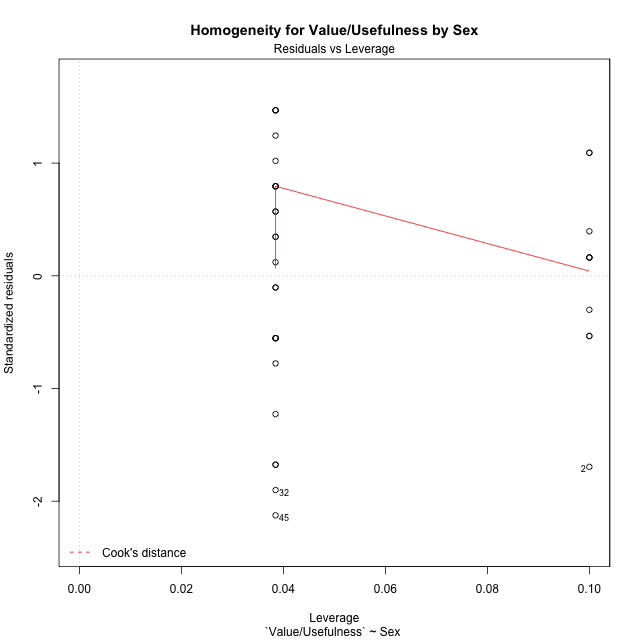 Homogeneity for Value/Usefulness by Sex
Residuals vs Leverage
Standardized residuals
1
0
-1
-2
32
45
2
Cook's distance
0.00 0.02 0.04 0.06 0.08 0.10
Leverage
`Value/Usefulness` ~ Sex